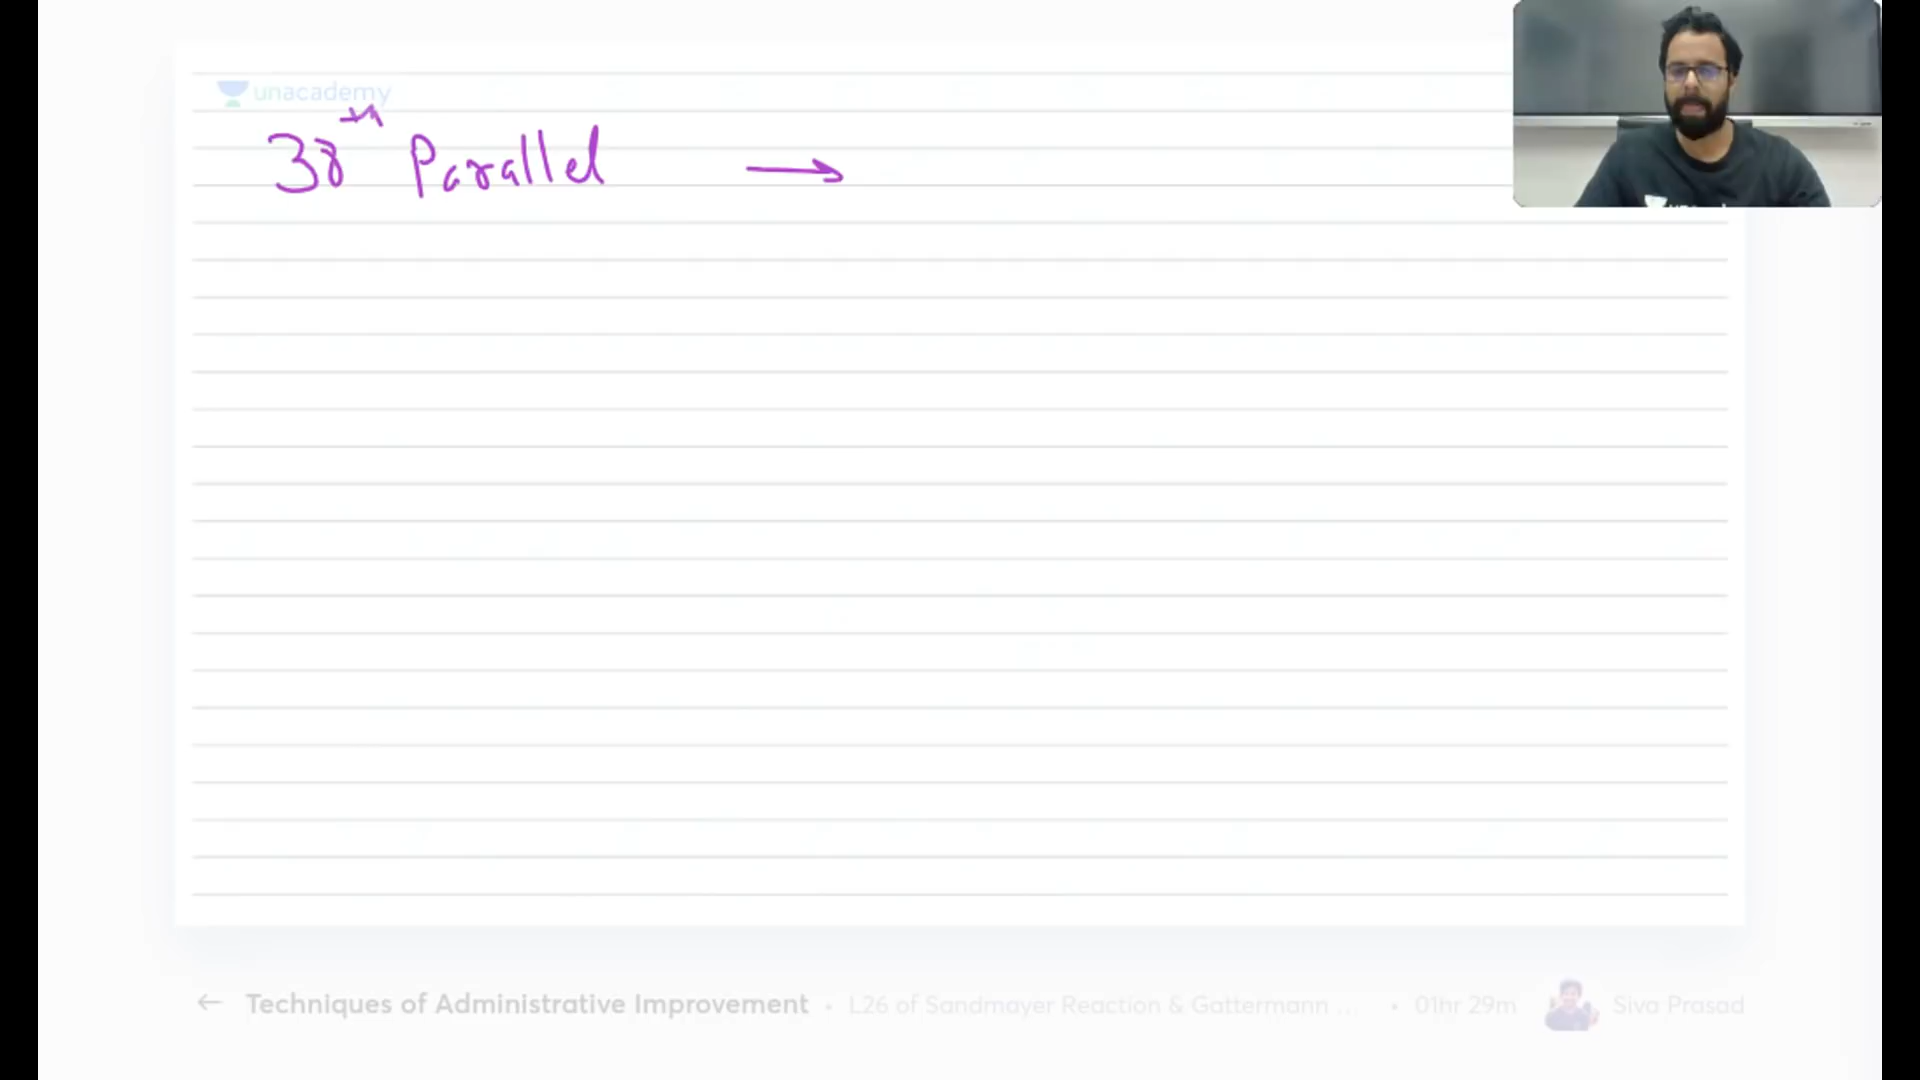 unacademy
38th Parallel →
← Techniques of Administrative Improvement • L26 of Sandmayer Reaction & Gattermann ... • 01hr 29m Siva Prasad